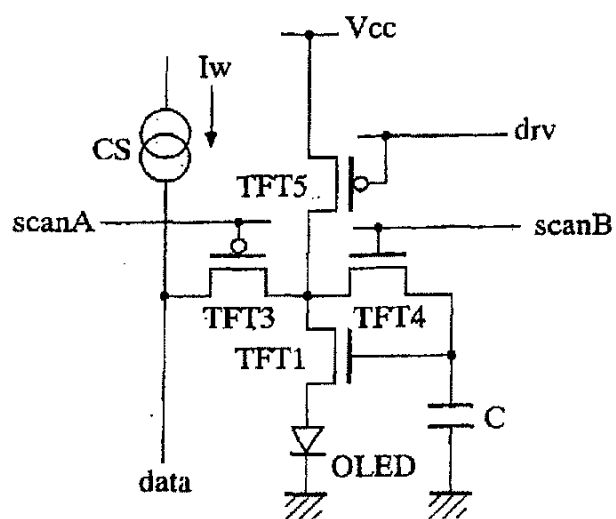 Vcc
Iw
CS
drv
TFT5
scanA
scanB
TFT3
TFT4
TFT1
C
OLED
data